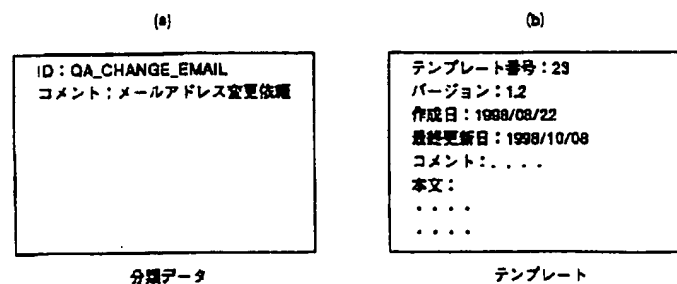 (a)
ID：QA_CHANGE_EMAIL
コメント：メールアドレス変更依頼
分類データ
(b)
テンプレート番号：23
バージョン：1.2
作成日：1998/08/22
最終更新日：1998/10/08
コメント：．．．．
本文：
・・・・
・・・・
テンプレート